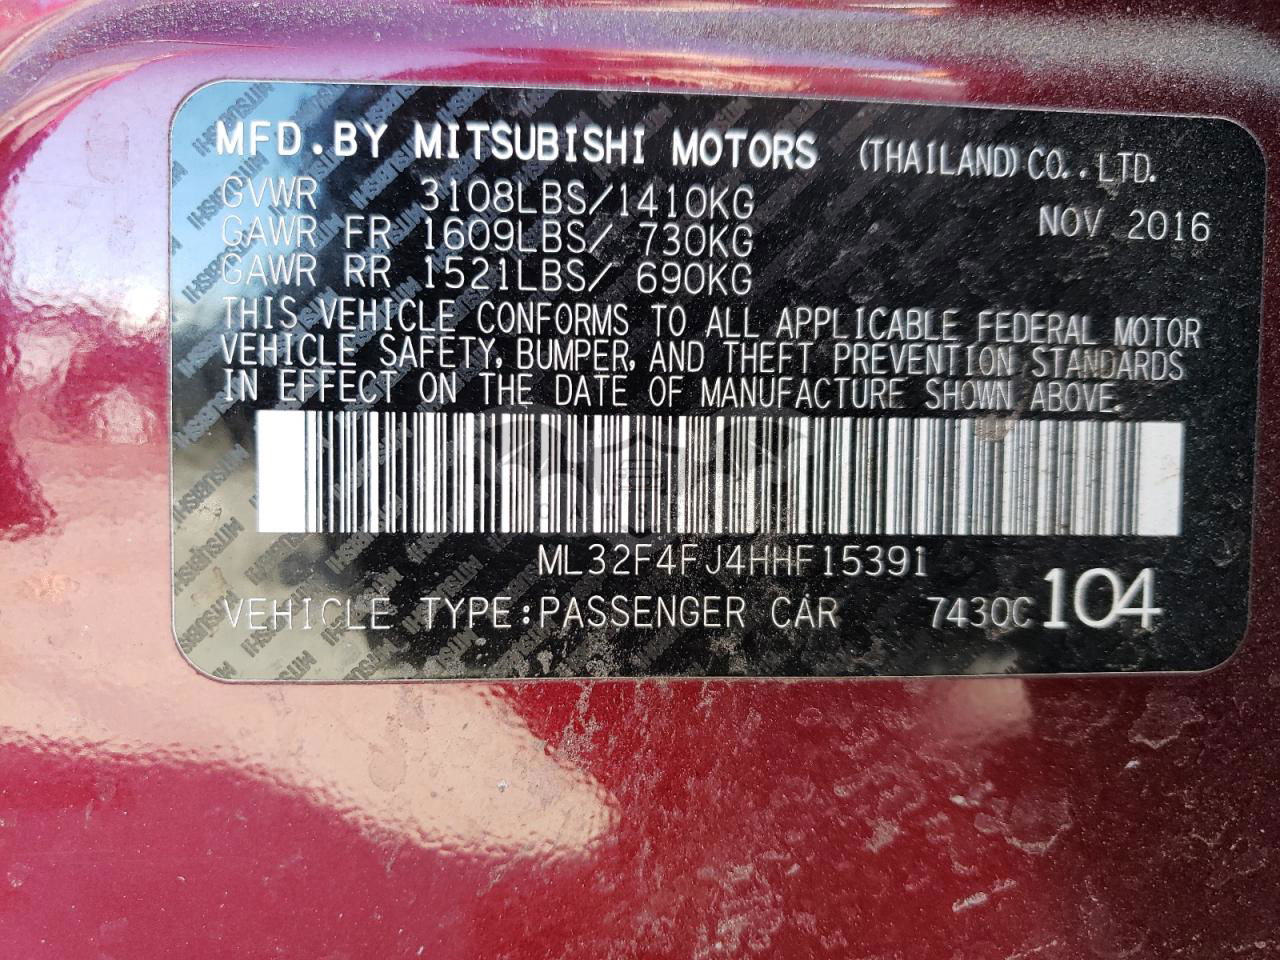 MFD.BY MITSUBISHI MOTORS (THAILAND) CO.,LTD.
GVWR 3108LBS/1410KG NOV 2016
GAWR FR 1609LBS/ 730KG
GAWR RR 1521LBS/ 690KG
THIS VEHICLE CONFORMS TO ALL APPLICABLE FEDERAL MOTOR
VEHICLE SAFETY, BUMPER, AND THEFT PREVENTION STANDARDS
IN EFFECT ON THE DATE OF MANUFACTURE SHOWN ABOVE.
ML32F4FJ4HHF15391
VEHICLE TYPE:PASSENGER CAR 7430C 104